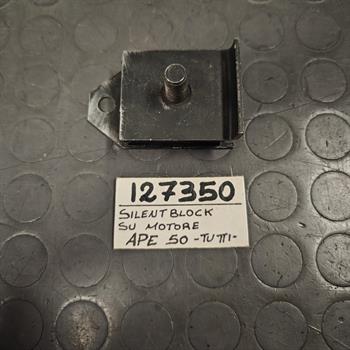 127350
SILENTBLOCK
SU MOTORE
APE 50 -TUTTI-